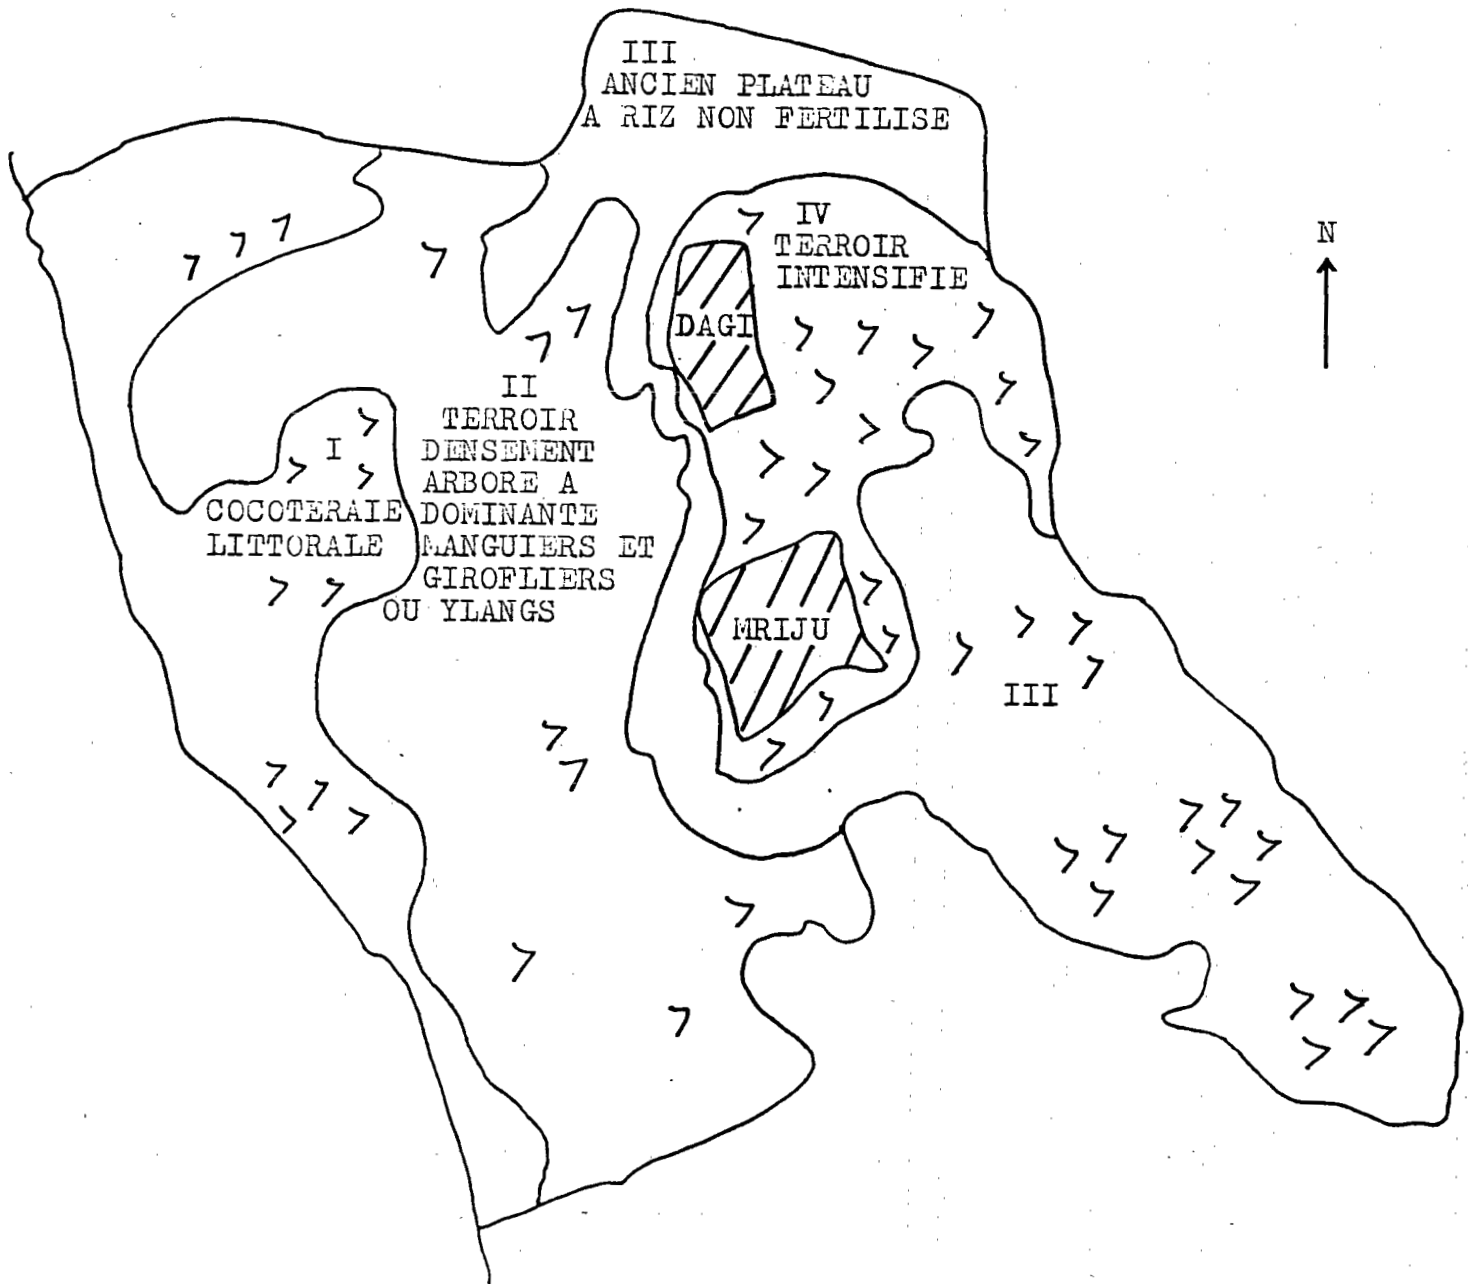 III
ANCIEN PLATEAU
A RIZ NON FERTILISE
IV
TERROIR
INTENSIFIE
N
DAGI
II
TERROIR
DENSEMENT
ARBORE A
DOMINANTE
MANGUIERS ET
GIROFLIERS
OU YLANGS
I
COCOTERAIE
LITTORALE
MRIJU
III